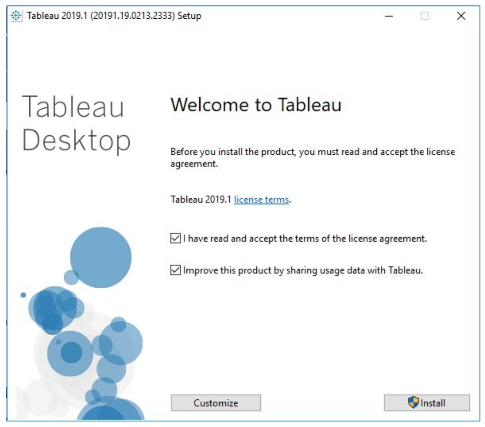 Tableau 2019.1 (20191.19.0213.2333) Setup
Tableau
Desktop
Welcome to Tableau
Before you install the product, you must read and accept the license
agreement.
Tableau 2019.1 license terms.
I have read and accept the terms of the license agreement.
Improve this product by sharing usage data with Tableau.
Customize
Install